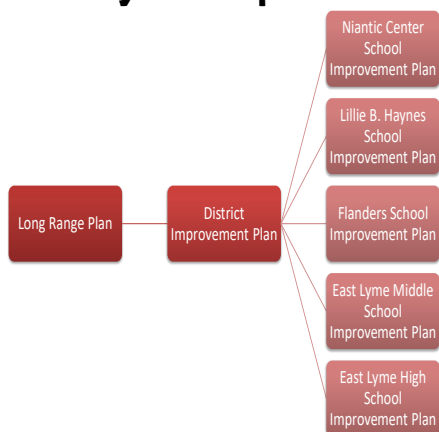 Niantic Center
School
Improvement Plan
Lillie B. Haynes
School
Improvement Plan
Long Range Plan
District
Improvement Plan
Flanders School
Improvement Plan
East Lyme Middle
School
Improvement Plan
East Lyme High
School
Improvement Plan